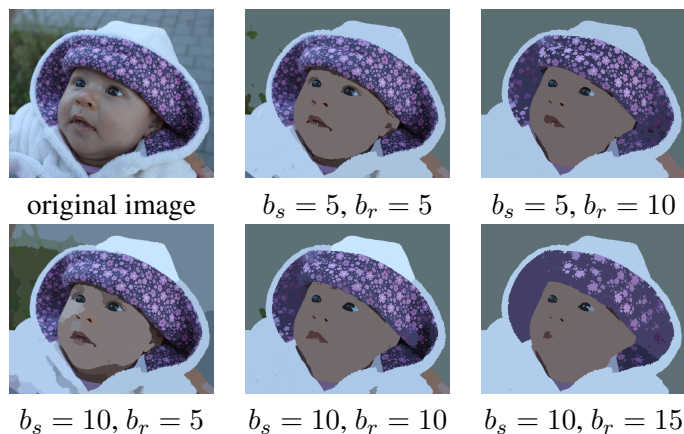 original image
b_s = 5, b_r = 5
b_s = 5, b_r = 10
b_s = 10, b_r = 5
b_s = 10, b_r = 10
b_s = 10, b_r = 15